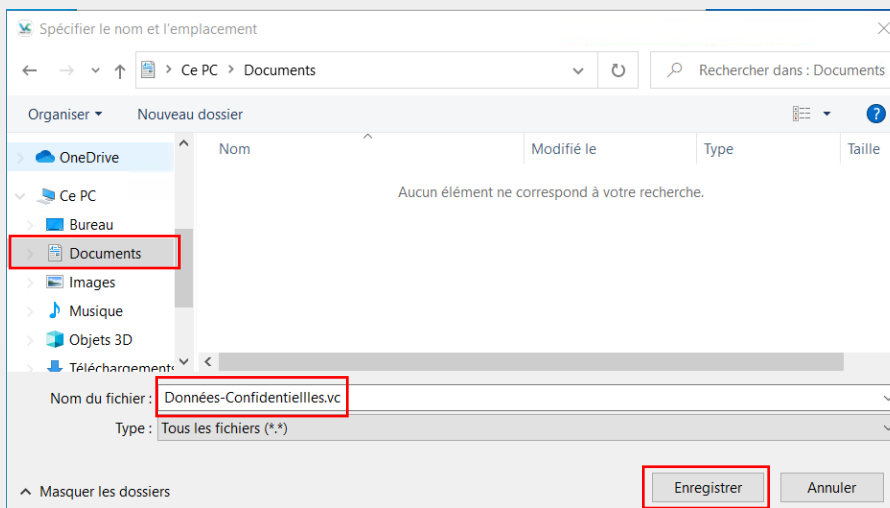 Spécifier le nom et l'emplacement
Ce PC > Documents
Rechercher dans : Documents
Organiser
Nouveau dossier
?
Nom
Modifié le
Type
Taille
OneDrive
Aucun élément ne correspond à votre recherche.
Ce PC
Bureau
Documents
Images
Musique
Objets 3D
Téléchargements
Nom du fichier : Données-Confidentiellles.vc
Type : Tous les fichiers (*.*)
Masquer les dossiers
Enregistrer
Annuler